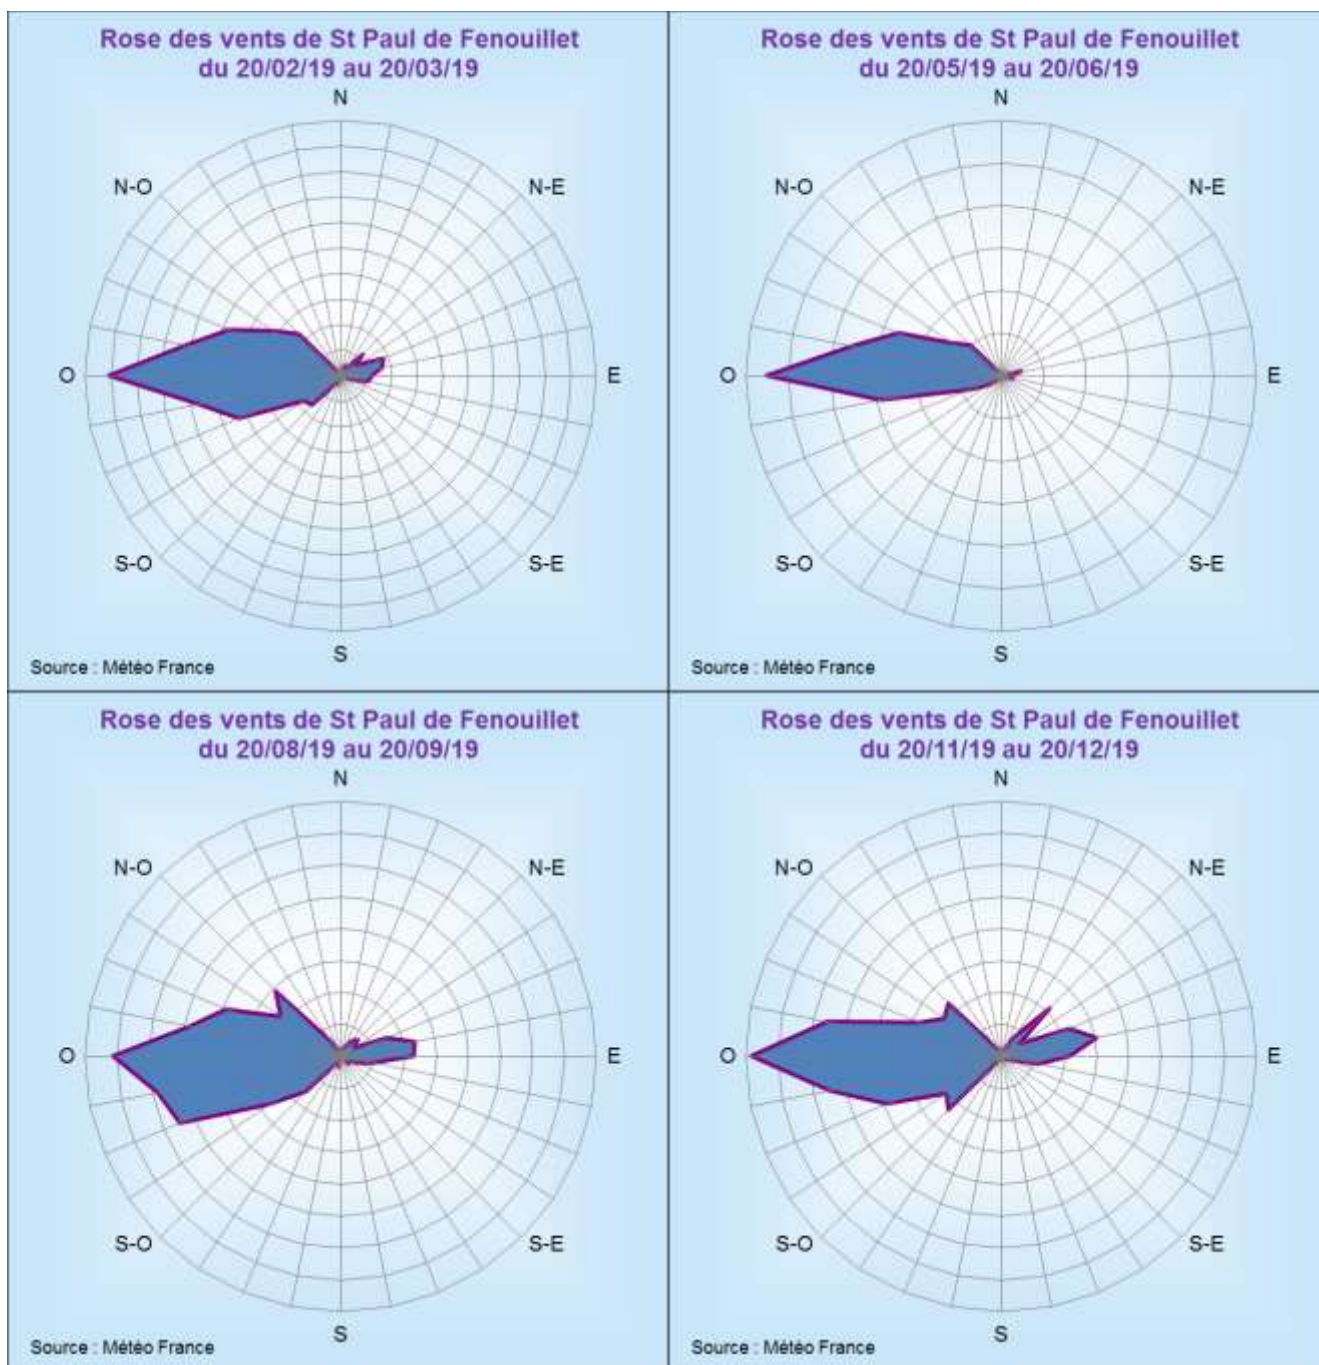 Rose des vents de St Paul de Fenouillet
du 20/02/19 au 20/03/19
N
N-O
N-E
O
E
S-O
S-E
S
Source : Météo France
Rose des vents de St Paul de Fenouillet
du 20/05/19 au 20/06/19
N
N-O
N-E
O
E
S-O
S-E
S
Source : Météo France
Rose des vents de St Paul de Fenouillet
du 20/08/19 au 20/09/19
N
N-O
N-E
O
E
S-O
S-E
S
Source : Météo France
Rose des vents de St Paul de Fenouillet
du 20/11/19 au 20/12/19
N
N-O
N-E
O
E
S-O
S-E
S
Source : Météo France